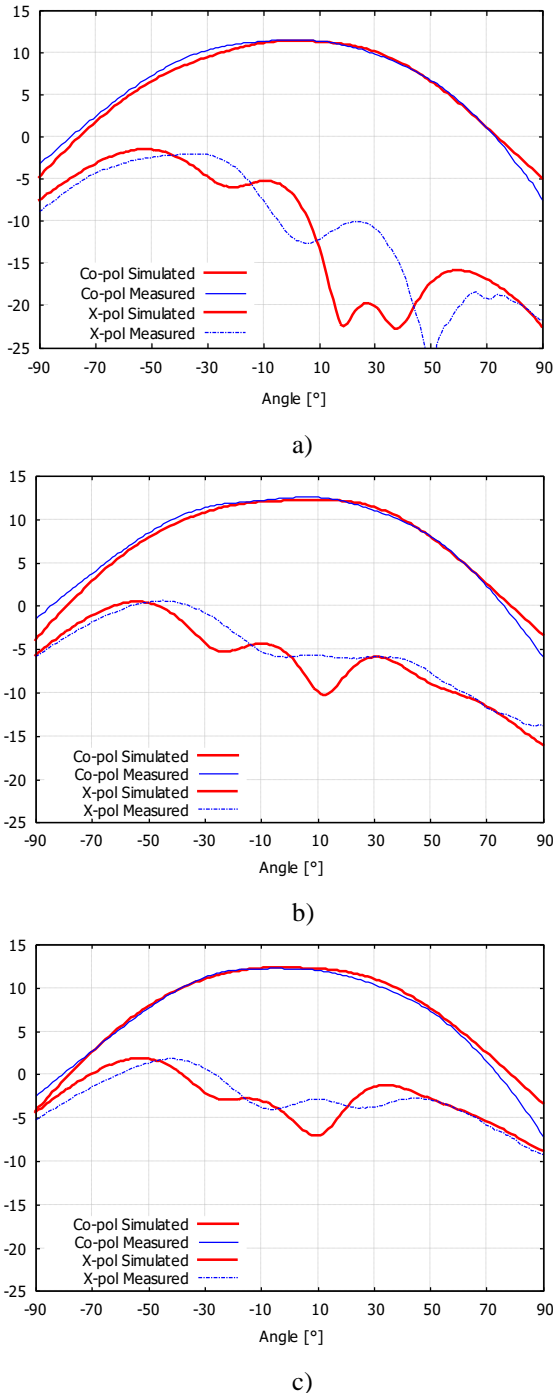 15
10
5
0
-5
-10
-15
-20
-25
Co-pol Simulated
Co-pol Measured
X-pol Simulated
X-pol Measured
-90 -70 -50 -30 -10 10 30 50 70 90
Angle [°]
a)
15
10
5
0
-5
-10
-15
-20
-25
Co-pol Simulated
Co-pol Measured
X-pol Simulated
X-pol Measured
-90 -70 -50 -30 -10 10 30 50 70 90
Angle [°]
b)
15
10
5
0
-5
-10
-15
-20
-25
Co-pol Simulated
Co-pol Measured
X-pol Simulated
X-pol Measured
-90 -70 -50 -30 -10 10 30 50 70 90
Angle [°]
c)